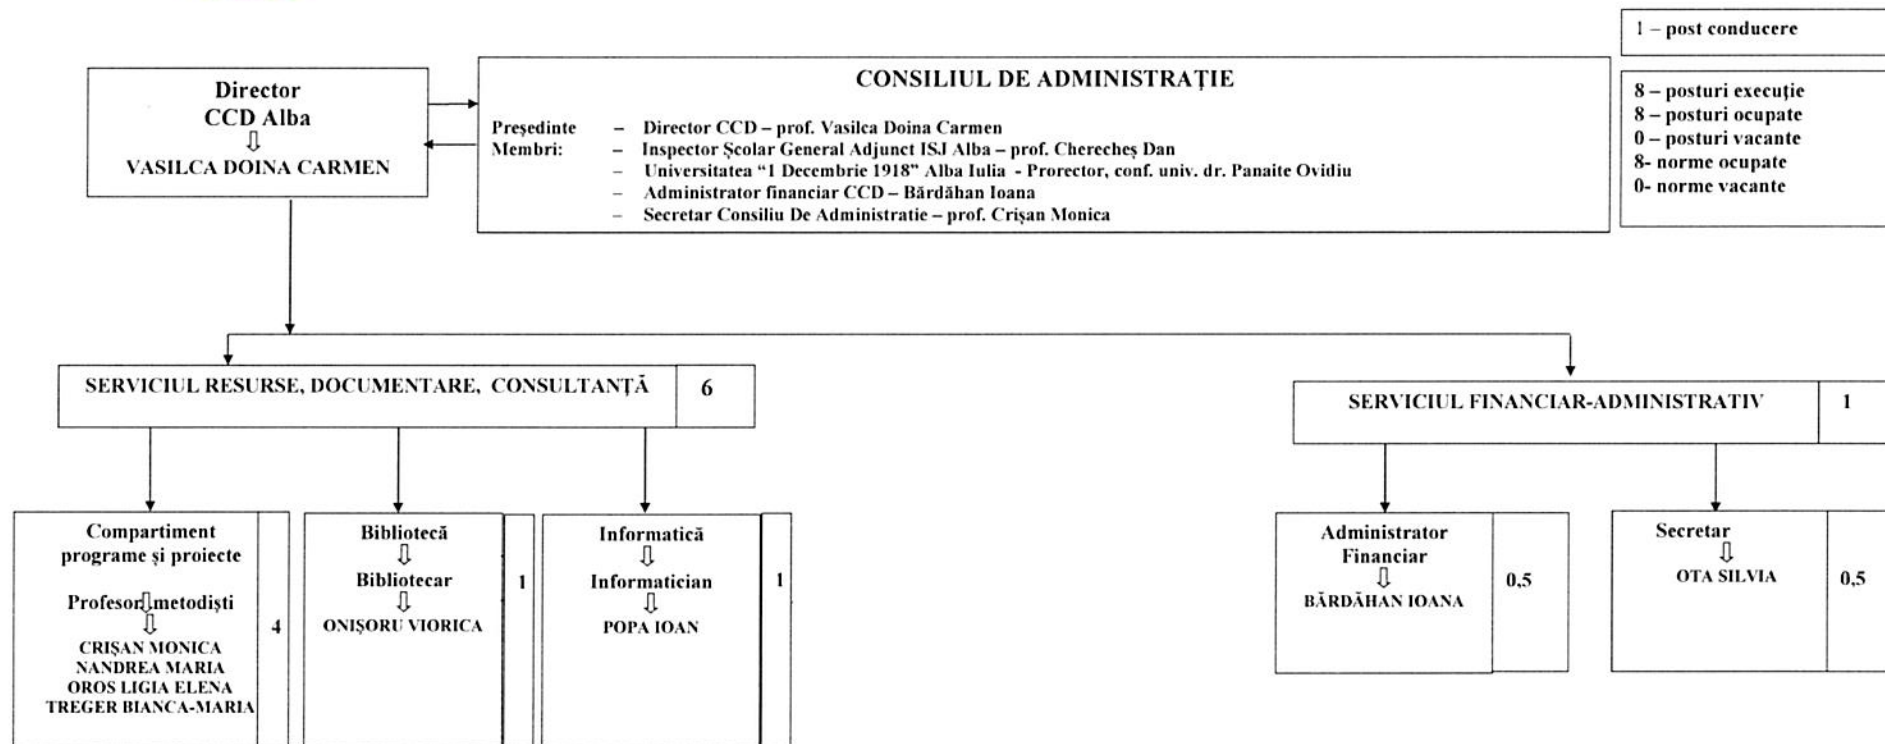 1 – post conducere
Director
CCD Alba
⇩
VASILCA DOINA CARMEN
CONSILIUL DE ADMINISTRAȚIE
Președinte – Director CCD – prof. Vasilca Doina Carmen
Membri: – Inspector Școlar General Adjunct ISJ Alba – prof. Cherecheș Dan
– Universitatea “1 Decembrie 1918” Alba Iulia - Prorector, conf. univ. dr. Panaite Ovidiu
– Administrator financiar CCD – Bărdăhan Ioana
– Secretar Consiliu De Administratie – prof. Crișan Monica
8 – posturi execuție
8 – posturi ocupate
0 – posturi vacante
8- norme ocupate
0- norme vacante
SERVICIUL RESURSE, DOCUMENTARE, CONSULTANȚĂ 6
SERVICIUL FINANCIAR-ADMINISTRATIV 1
Compartiment
programe și proiecte
Profesori metodiști
⇩
CRIȘAN MONICA
NANDREA MARIA
OROS LIGIA ELENA
TREGER BIANCA-MARIA
4
Bibliotecă
⇩
Bibliotecar
⇩
ONIȘORU VIORICA
1
Informatică
⇩
Informatician
⇩
POPA IOAN
1
Administrator
Financiar
⇩
BĂRDĂHAN IOANA
0,5
Secretar
⇩
OTA SILVIA
0,5